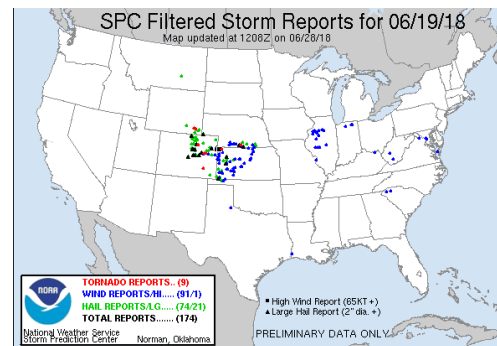 SPC Filtered Storm Reports for 06/19/18
Map updated at 1208Z on 06/28/18
NOAA
TORNADO REPORTS.. (9)
WIND REPORTS/HI..... (91/1)
HAIL REPORTS/LG..... (74/21)
TOTAL REPORTS....... (174)
National Weather Service
Storm Prediction Center Norman, Oklahoma
High Wind Report (65KT +)
Large Hail Report (2" dia. +)
PRELIMINARY DATA ONLY